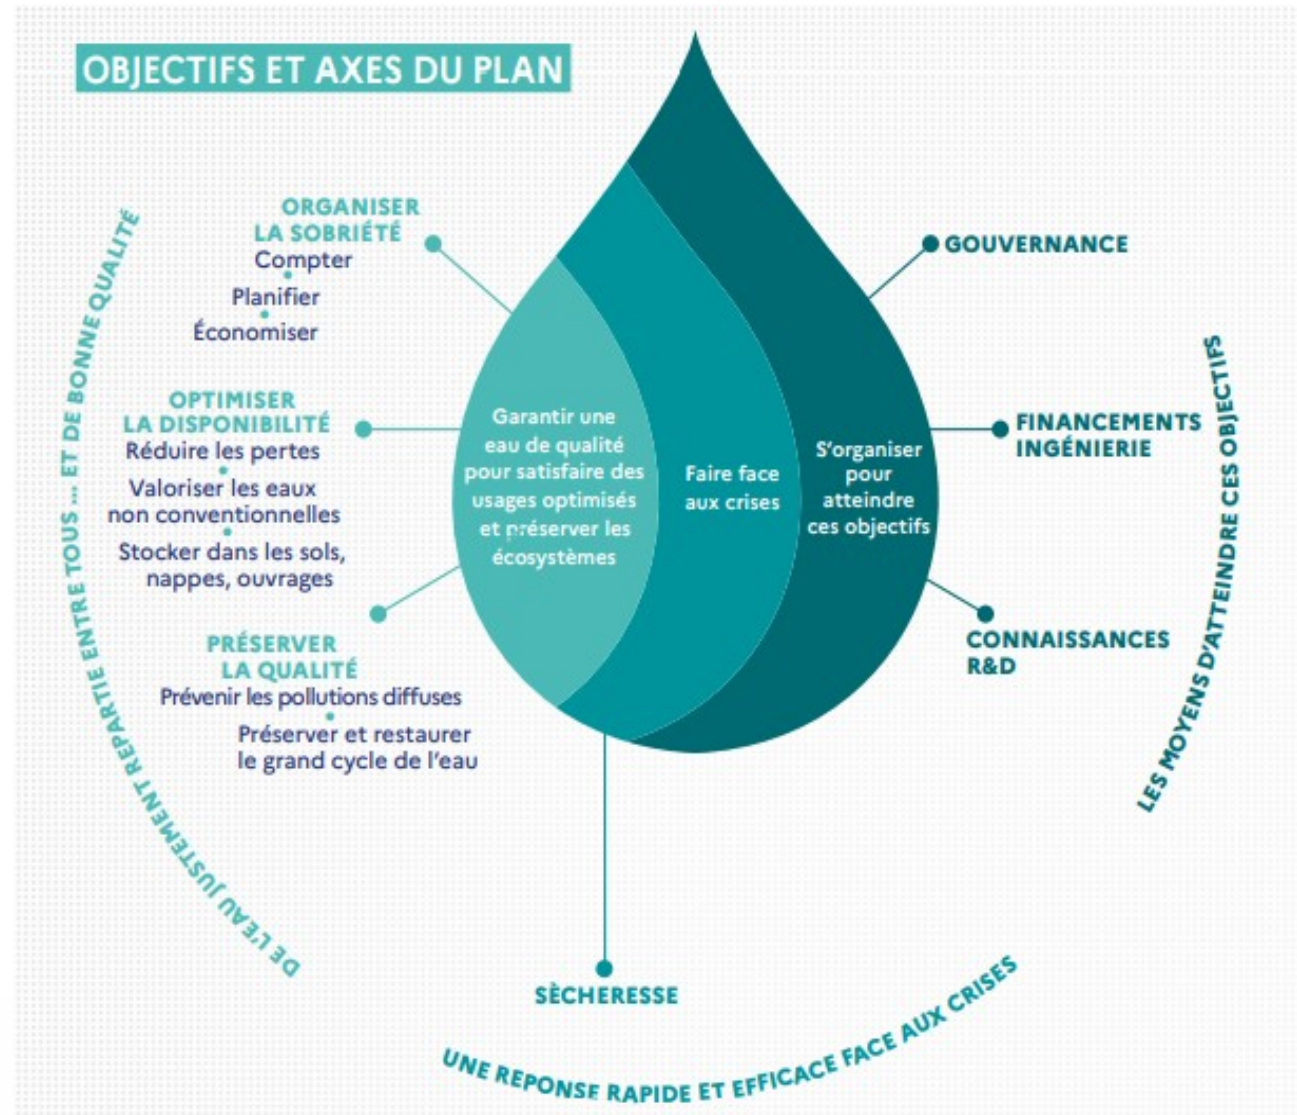 OBJECTIFS ET AXES DU PLAN
ORGANISER
LA SOBRIÉTÉ
Compter
Planifier
Économiser
OPTIMISER
LA DISPONIBILITÉ
Réduire les pertes
Valoriser les eaux
non conventionnelles
Stocker dans les sols,
nappes, ouvrages
PRÉSERVER
LA QUALITÉ
Prévenir les pollutions diffuses
Préserver et restaurer
le grand cycle de l'eau
DE L'EAU JUSTEMENT REPARTIE ENTRE TOUS ... ET DE BONNE QUALITÉ
Garantir une
eau de qualité
pour satisfaire des
usages optimisés
et préserver les
écosystèmes
Faire face
aux crises
S'organiser
pour
atteindre
ces objectifs
GOUVERNANCE
FINANCEMENTS
INGÉNIERIE
CONNAISSANCES
R&D
LES MOYENS D'ATTEINDRE CES OBJECTIFS
SÈCHERESSE
UNE REPONSE RAPIDE ET EFFICACE FACE AUX CRISES